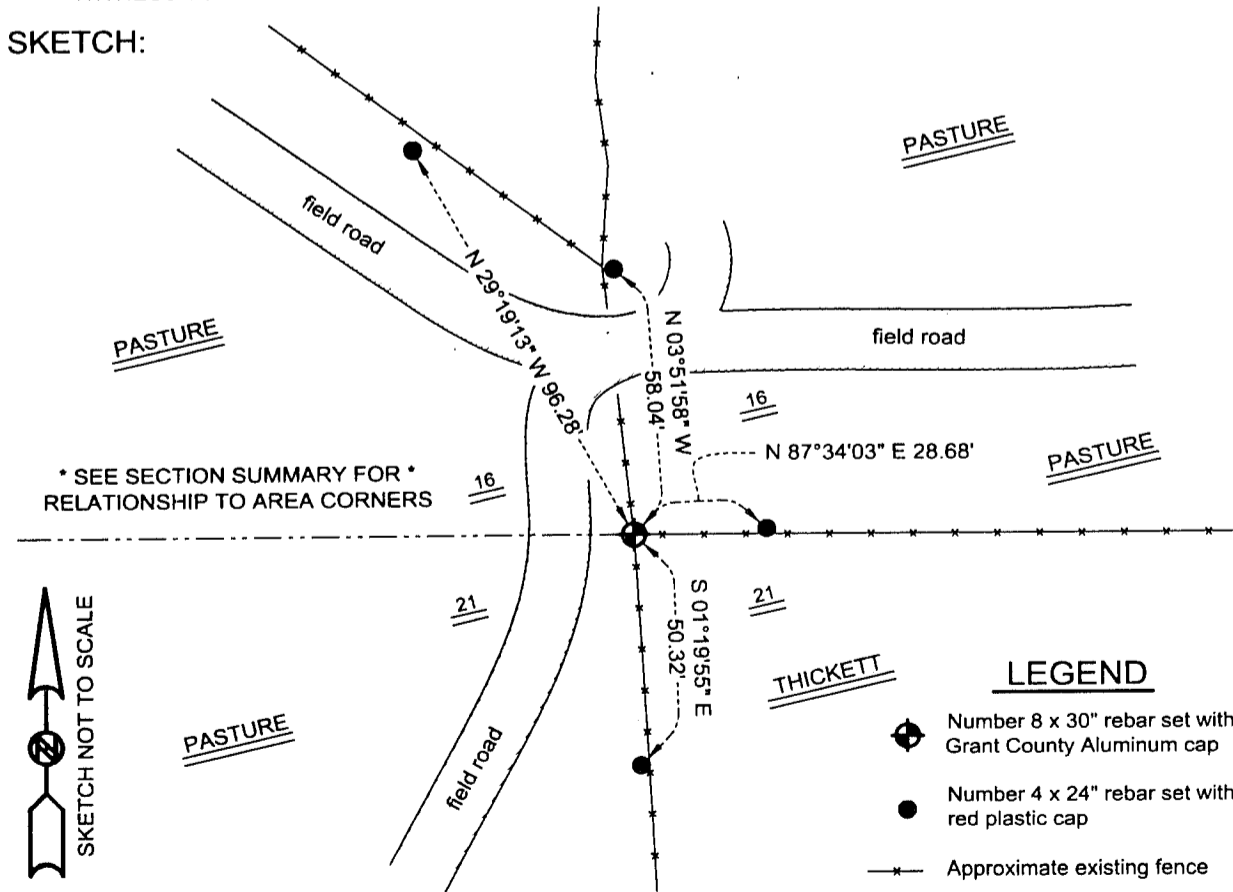 SKETCH:
PASTURE
field road
PASTURE
N 29°19'13" W 96.28'
N 03°51'58" W
58.04'
field road
16
N 87°34'03" E 28.68'
PASTURE
* SEE SECTION SUMMARY FOR *
RELATIONSHIP TO AREA CORNERS
16
21
21
S 01°19'55" E
50.32'
SKETCH NOT TO SCALE
N
THICKETT
PASTURE
field road
LEGEND
Number 8 x 30" rebar set with
Grant County Aluminum cap
Number 4 x 24" rebar set with
red plastic cap
Approximate existing fence